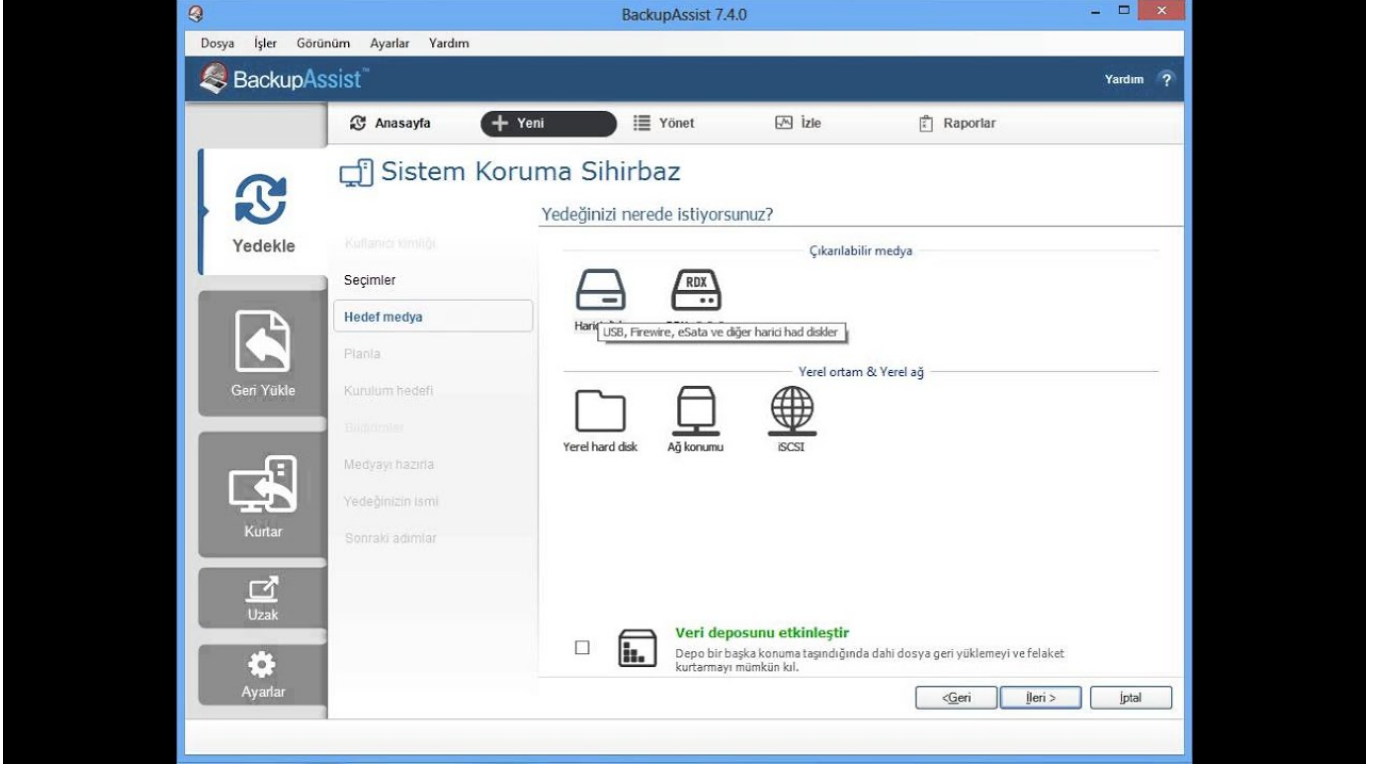 BackupAssist 7.4.0
Dosya İşler Görünüm Ayarlar Yardım
BackupAssist™
Yardım ?
Anasayfa Yeni Yönet İzle Raporlar
Sistem Koruma Sihirbaz
Yedeğinizi nerede istiyorsunuz?
Yedekle
Geri Yükle
Kurtar
Uzak
Ayarlar
Kullanıcı kimliği
Seçimler
Hedef medya
Planla
Kurulum hedefi
Bildirimler
Medyayı hazırla
Yedeğinizin ismi
Sonraki adımlar
Çıkarılabilir medya
RDX
USB, Firewire, eSata ve diğer harici had diskler
Yerel ortam & Yerel ağ
Yerel hard disk Ağ konumu iSCSI
Veri deposunu etkinleştir
Depo bir başka konuma taşındığında dahi dosya geri yüklemeyi ve felaket
kurtarmayı mümkün kıl.
<Geri İleri > İptal